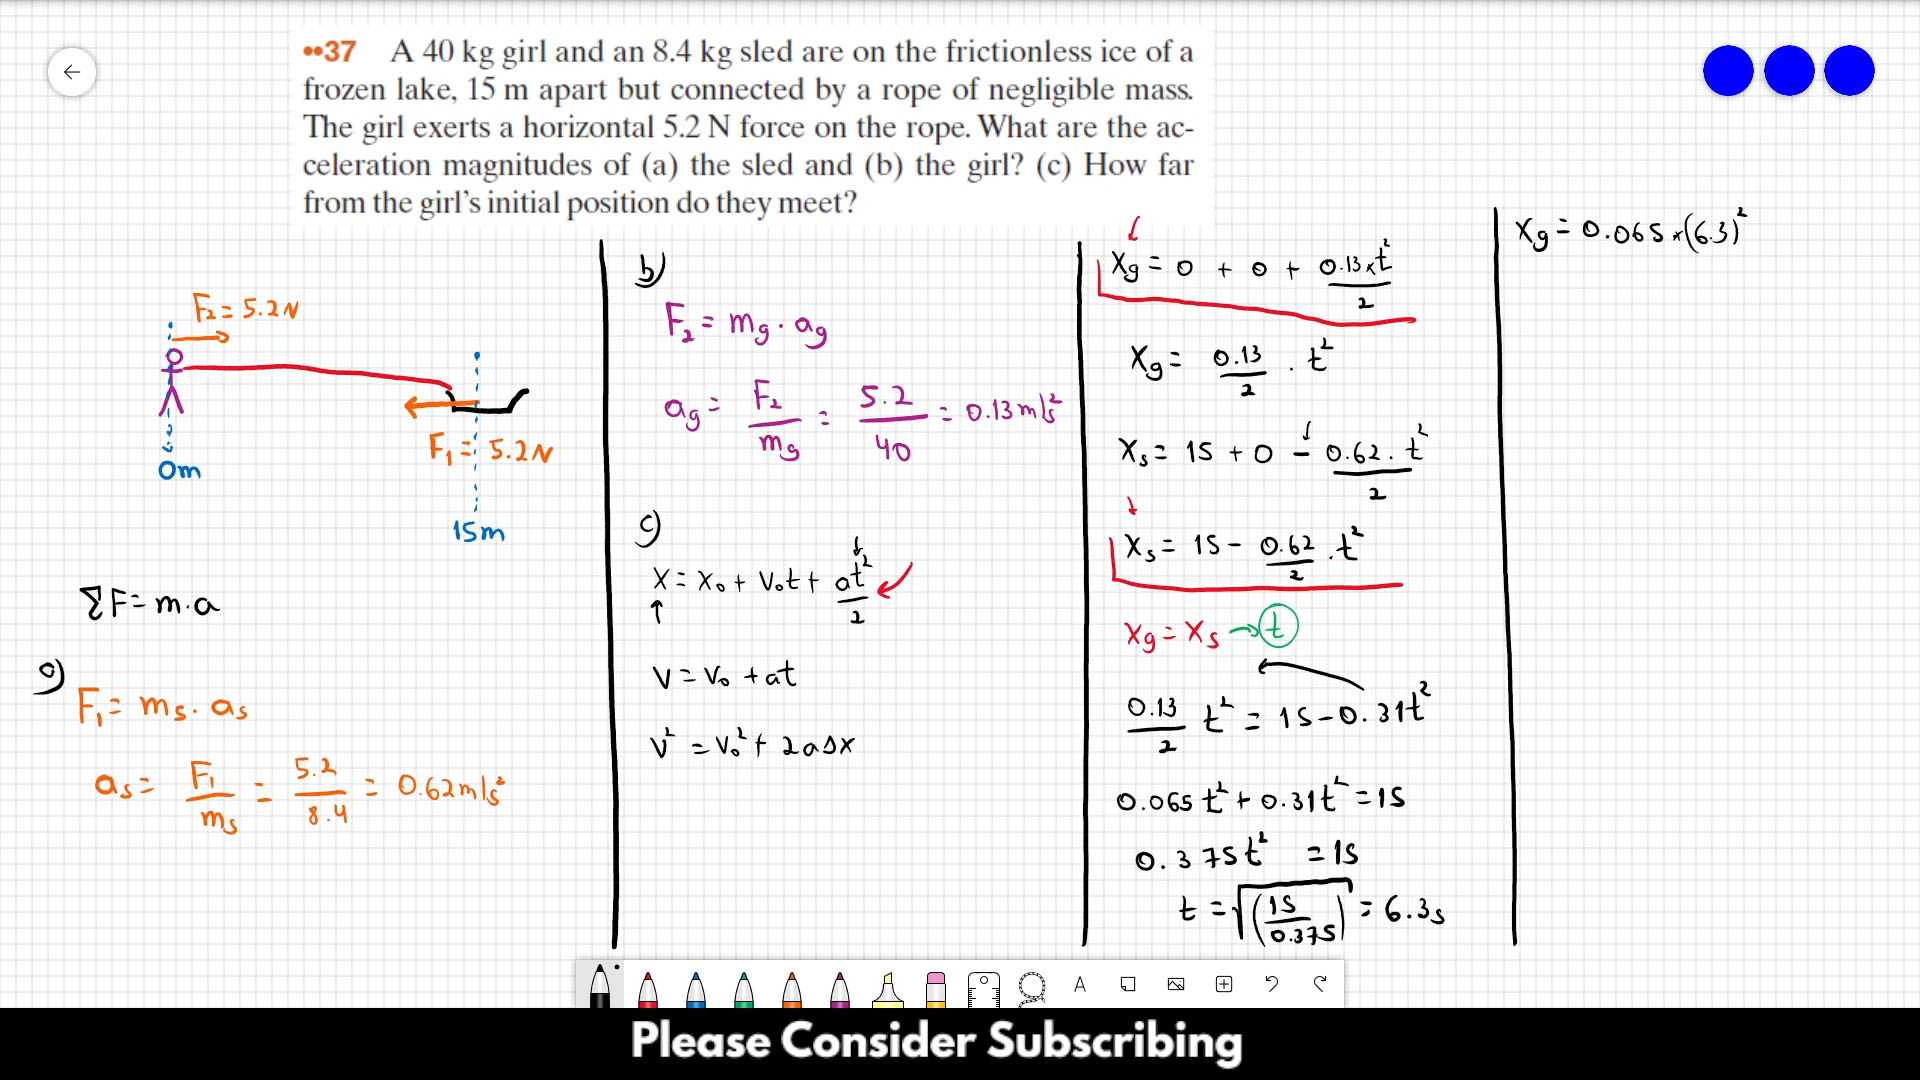 ••37 A 40 kg girl and an 8.4 kg sled are on the frictionless ice of a
frozen lake, 15 m apart but connected by a rope of negligible mass.
The girl exerts a horizontal 5.2 N force on the rope. What are the ac-
celeration magnitudes of (a) the sled and (b) the girl? (c) How far
from the girl's initial position do they meet?
F₂ = 5.2 N
0m
F₁ = 5.2 N
15m
ΣF = m.a
a)
F₁ = ms. as
as = F₁/ms = 5.2/8.4 = 0.62 m/s²
b)
F₂ = mg . ag
ag = F₂/mg = 5.2/40 = 0.13 m/s²
c)
x = x₀ + v₀t + at²/2
v = v₀ + at
v² = v₀² + 2aΔx
xg = 0 + 0 + 0.13×t²/2
xg = 0.13/2 . t²
xs = 15 + 0 − 0.62. t²/2
xs = 15 − 0.62/2 .t²
xg = xs → t
0.13/2 t² = 15 − 0.31t²
0.065 t² + 0.31t² = 15
0.375t² = 15
t = √(15/0.375) = 6.3s
xg = 0.065 × (6.3)²
A
Please Consider Subscribing